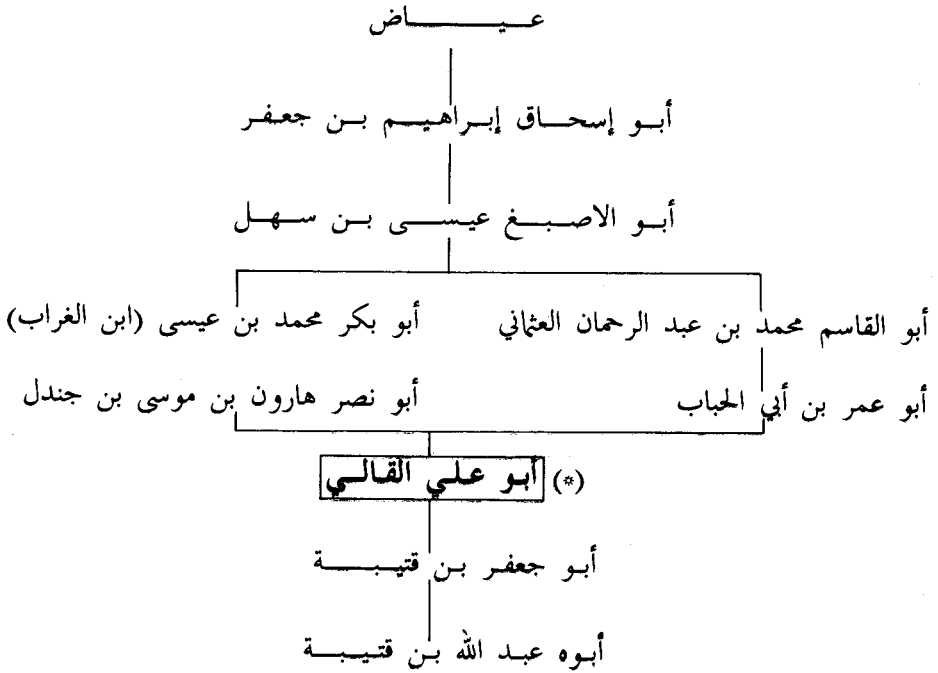 عياض
أبو إسحاق إبراهيم بن جعفر
أبو الاصبغ عيسى بن سهل
أبو القاسم محمد بن عبد الرحمان العثماني
أبو بكر محمد بن عيسى (ابن الغراب)
أبو عمر بن أبي الحباب
أبو نصر هارون بن موسى بن جندل
(*) أبو علي القالي
أبو جعفر بن قتيبة
أبوه عبد الله بن قتيبة